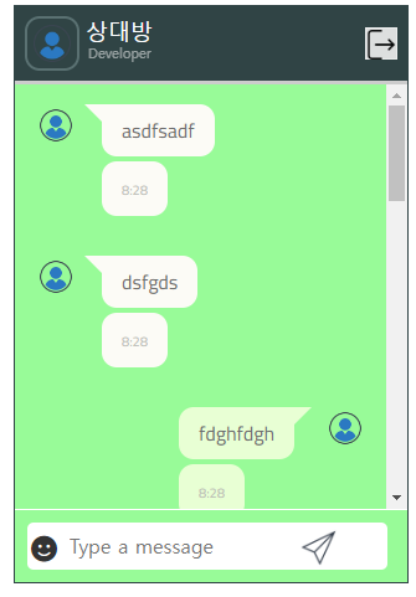 상대방
Developer
asdfsadf
8:28
dsfgds
8:28
fdghfdgh
8:28
Type a message